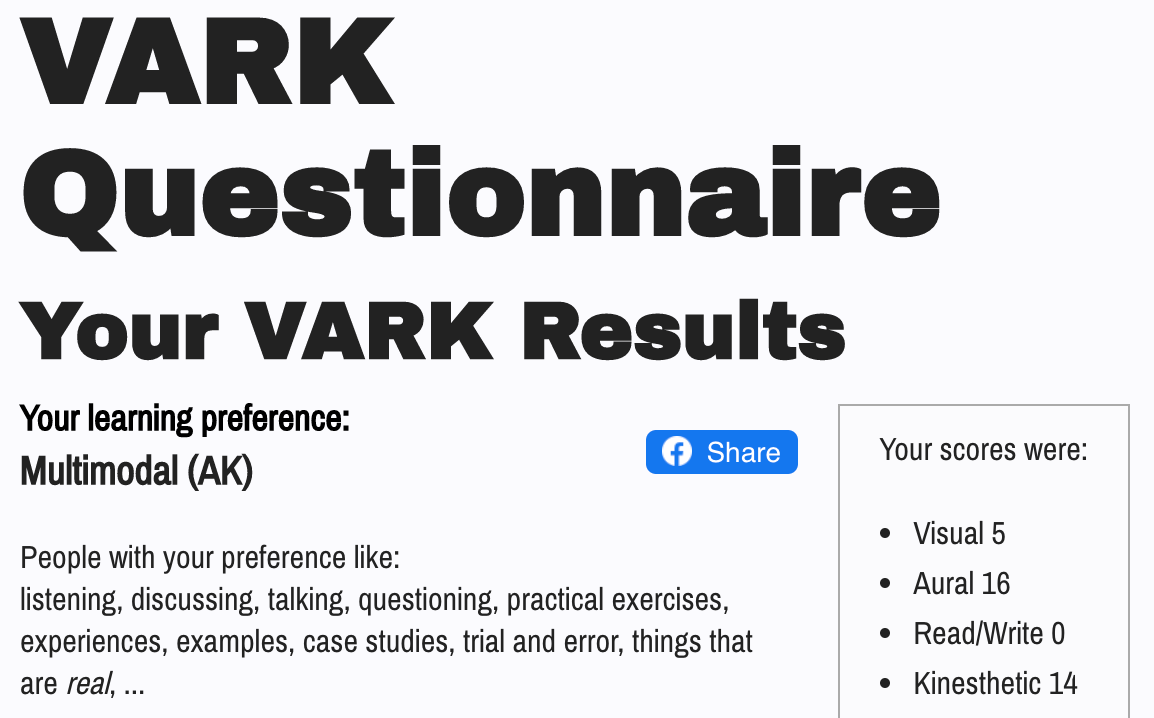 VARK
Questionnaire
Your VARK Results
Your learning preference:
Multimodal (AK)
Share
People with your preference like:
listening, discussing, talking, questioning, practical exercises,
experiences, examples, case studies, trial and error, things that
are real, ...
Your scores were:
• Visual 5
• Aural 16
• Read/Write 0
• Kinesthetic 14